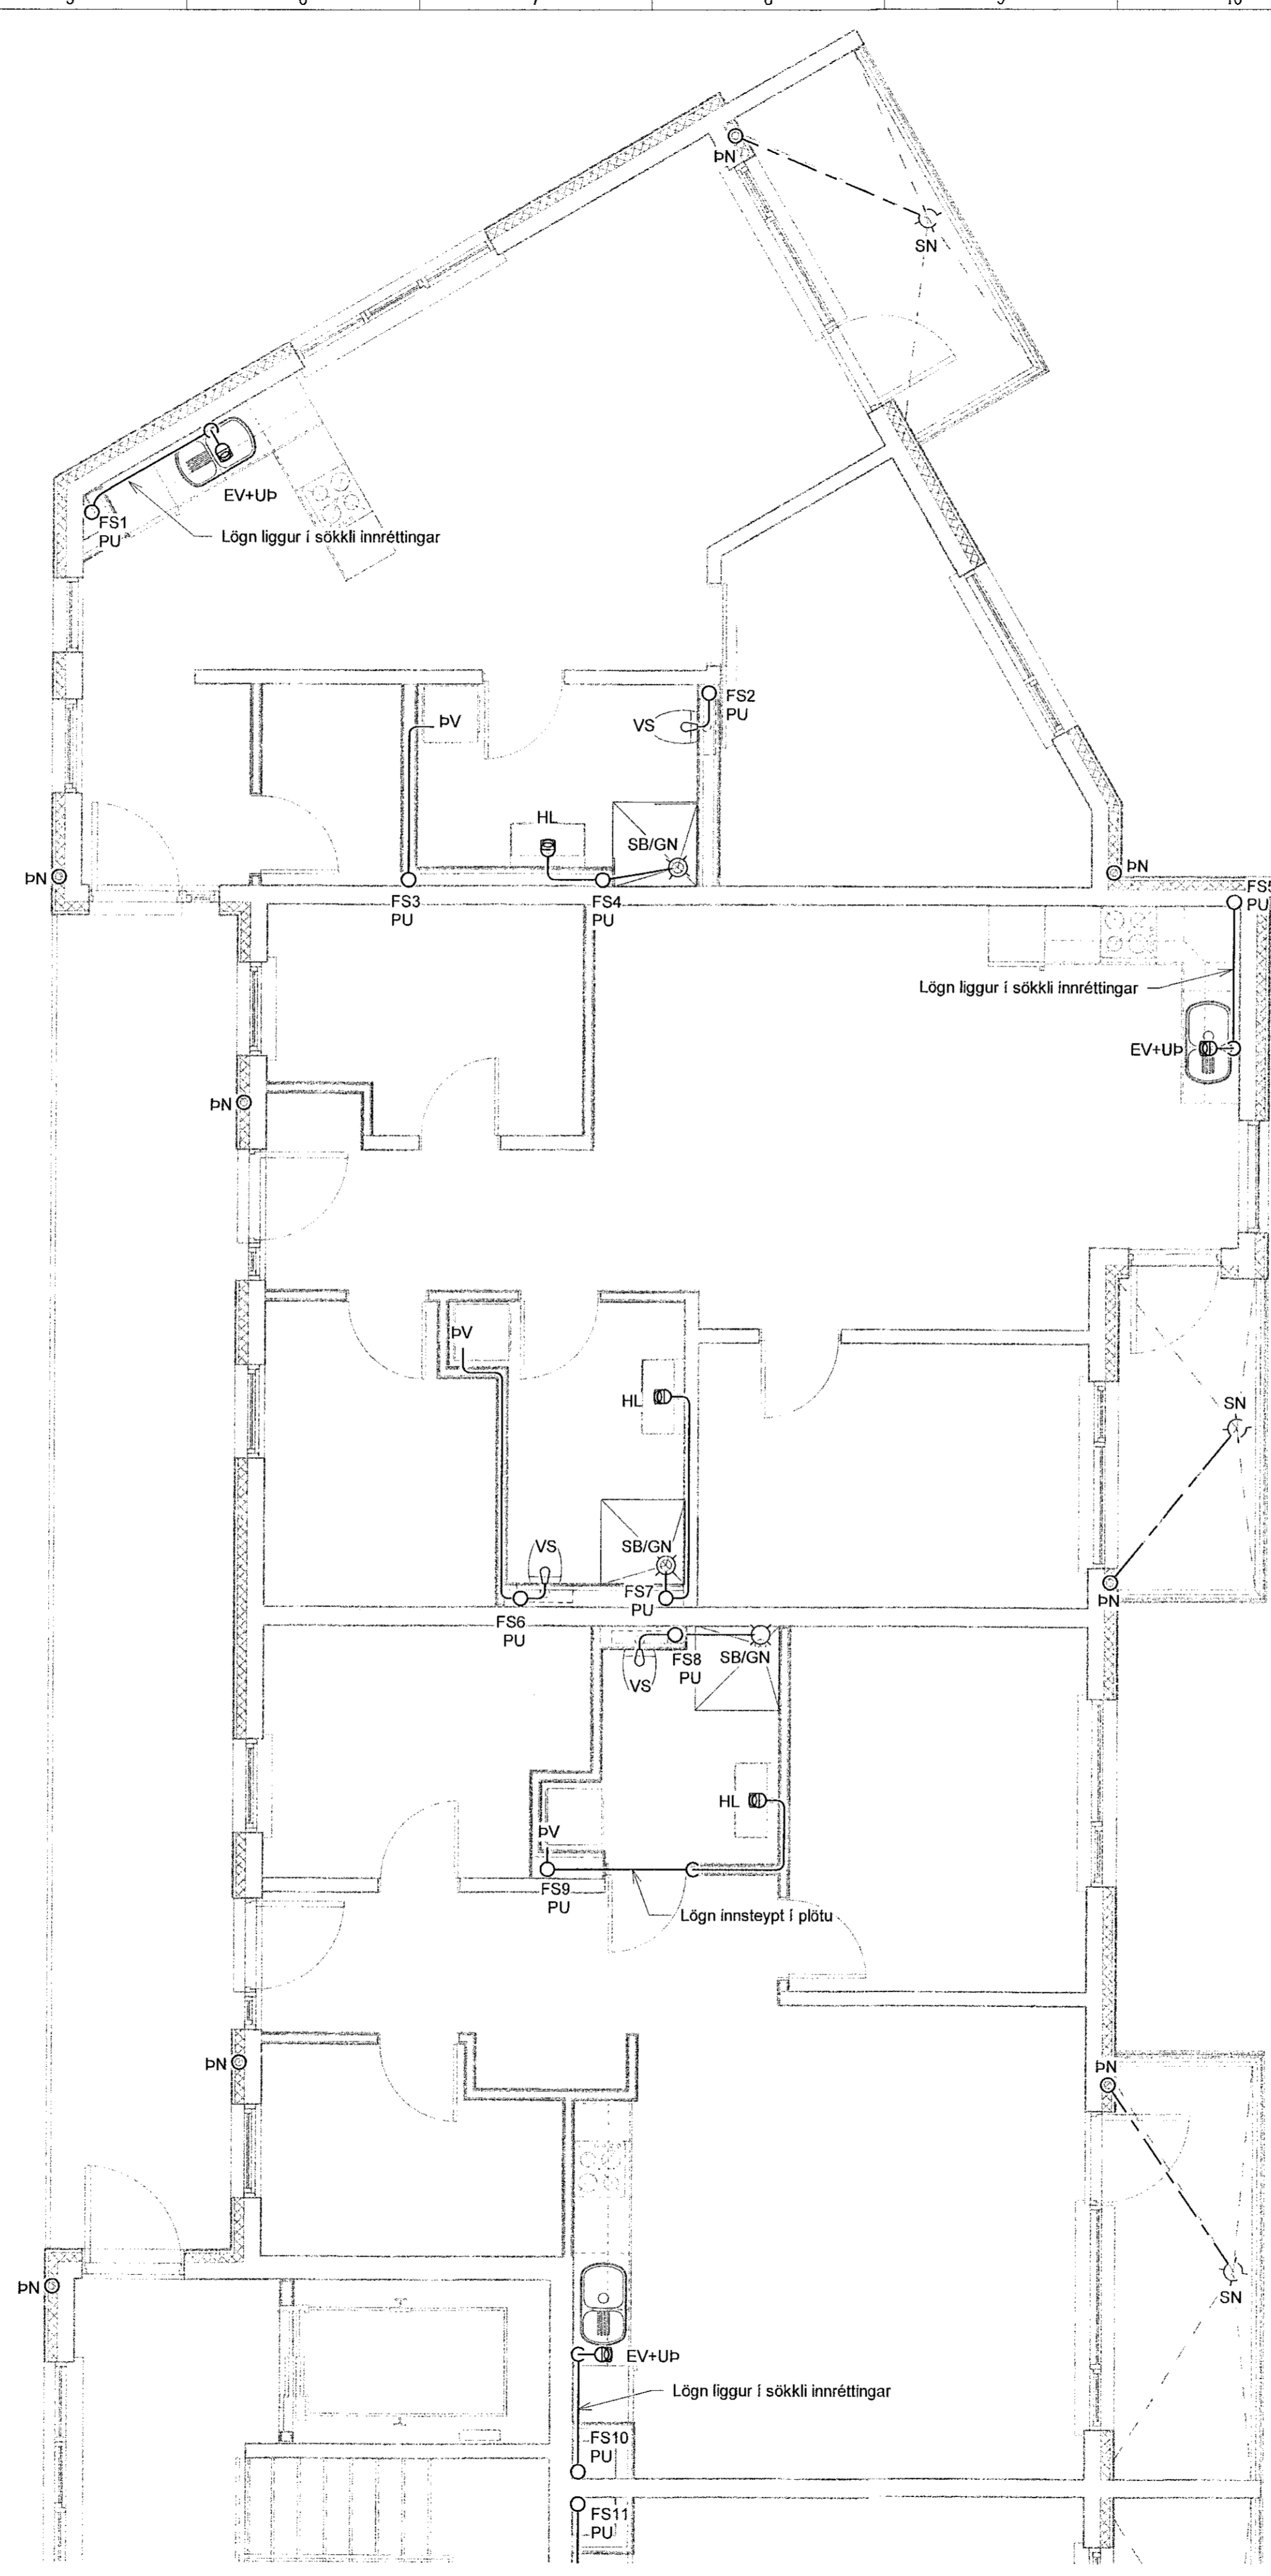 ÞN
SN
EV+UÞ
FS1
PU
Lögn liggur í sökkli innréttingar
FS2
PU
VS
ÞV
HL
SB/GN
ÞN
ÞN
FS3
PU
FS4
PU
FS5
PU
Lögn liggur í sökkli innréttingar
EV+UÞ
ÞN
ÞV
HL
SN
VS
SB/GN
FS7
PU
ÞN
FS6
PU
FS8
PU
SB/GN
VS
HL
ÞV
FS9
PU
Lögn innsteypt í plötu
ÞN
ÞN
ÞN
SN
EV+UÞ
Lögn liggur í sökkli innréttingar
FS10
PU
FS11
PU